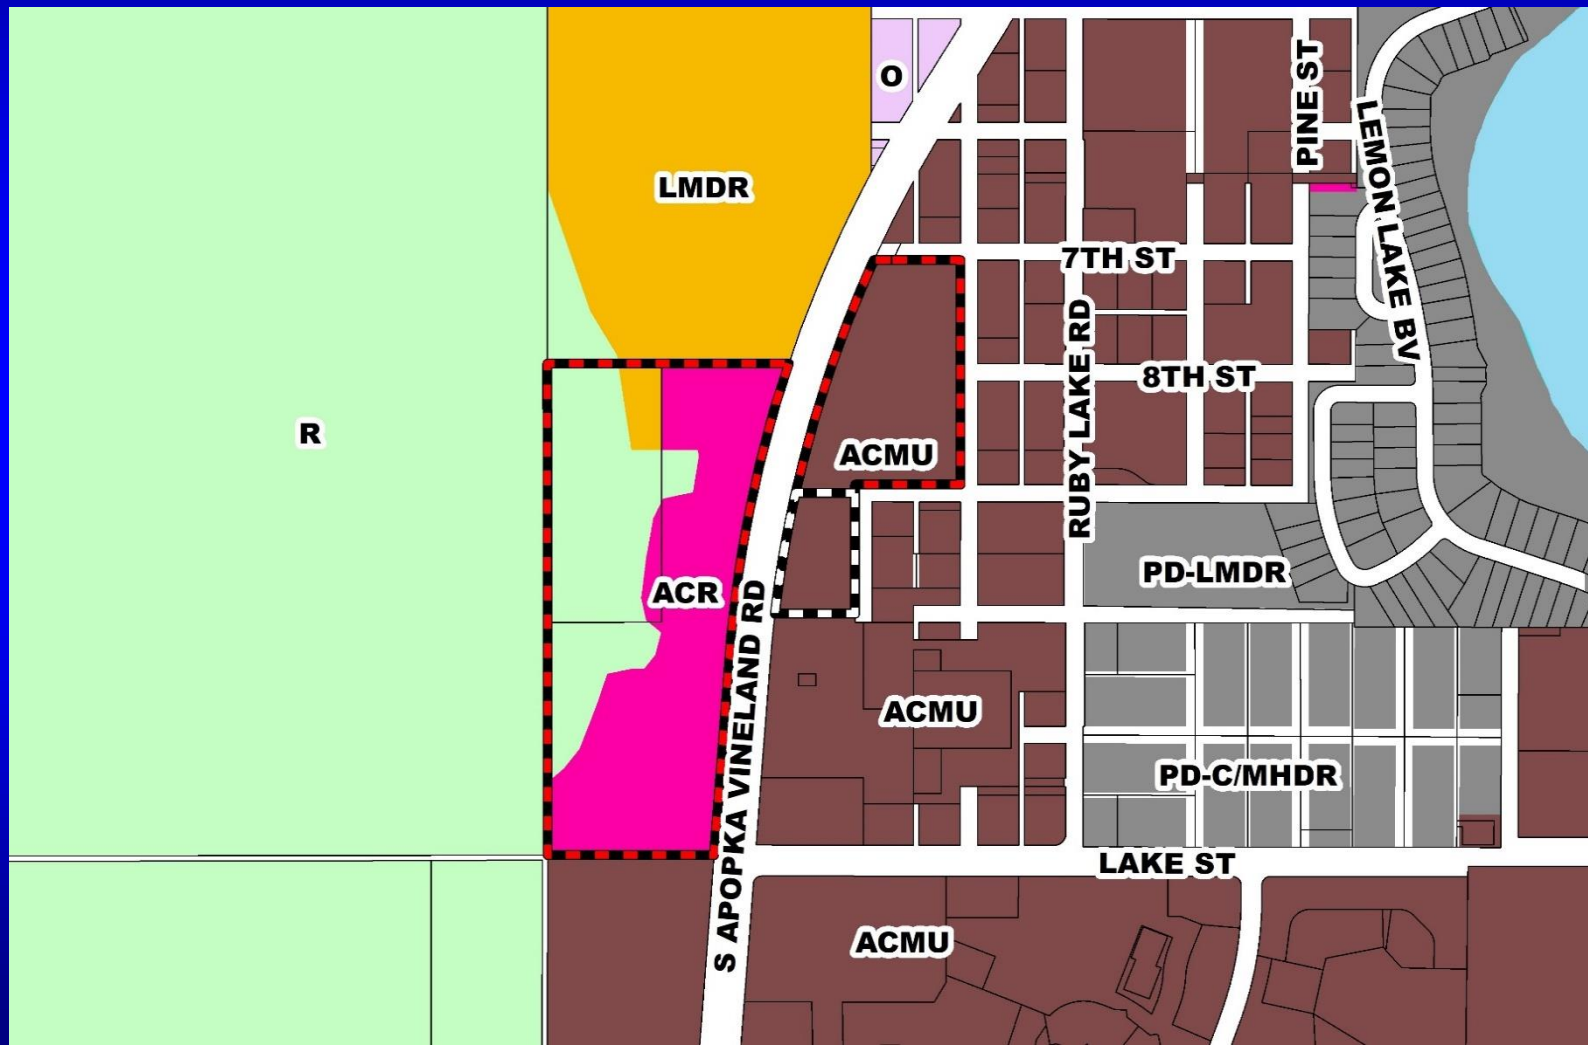 O
PINE ST
LEMON LAKE BV
LMDR
7TH ST
RUBY LAKE RD
8TH ST
R
ACMU
PD-LMDR
ACR
S APOPKA VINELAND RD
ACMU
PD-C/MHDR
LAKE ST
ACMU